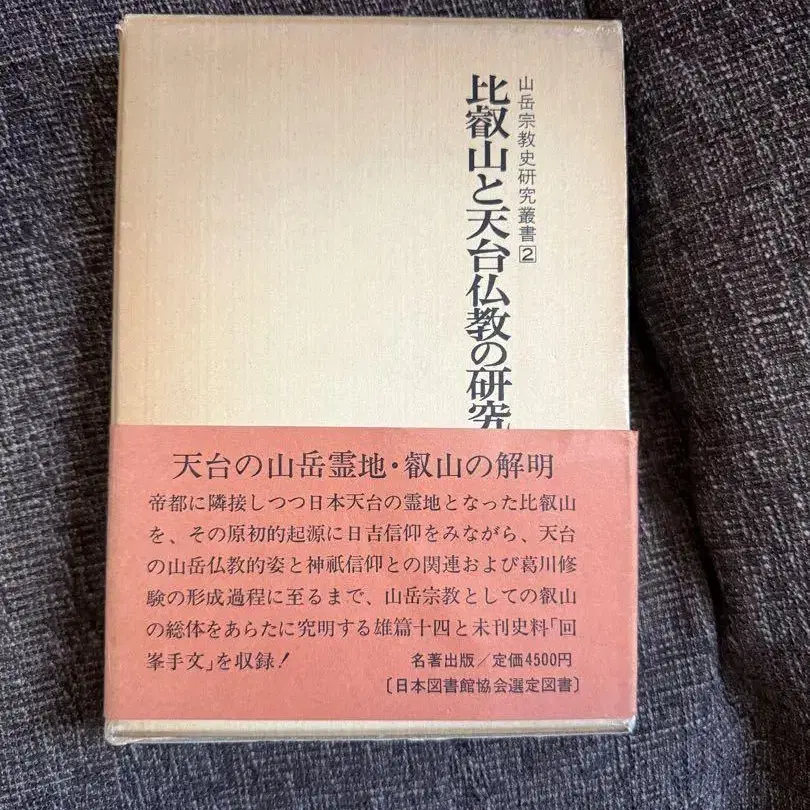 山岳宗教史研究叢書2
比叡山と天台仏教の研究
天台の山岳霊地・叡山の解明
帝都に隣接しつつ日本天台の霊地となった比叡山
を、その原初的起源に日吉信仰をみながら、天台
の山岳仏教的姿と神祇信仰との関連および葛川修
験の形成過程に至るまで、山岳宗教としての叡山
の総体をあらたに究明する雄篇十四と未刊史料「回
峯手文」を収録！
名著出版／定価4500円
〔日本図書館協会選定図書〕